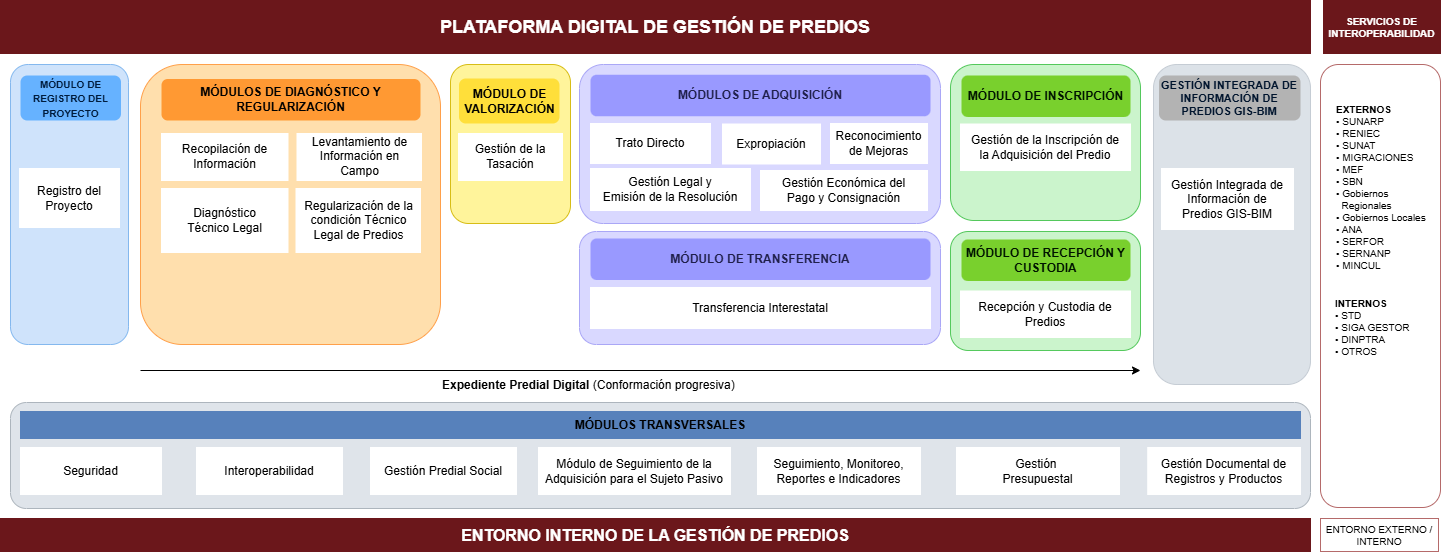 PLATAFORMA DIGITAL DE GESTIÓN DE PREDIOS
SERVICIOS DE
INTEROPERABILIDAD
MÓDULO DE
REGISTRO DEL
PROYECTO
Registro del
Proyecto
MÓDULOS DE DIAGNÓSTICO Y
REGULARIZACIÓN
Recopilación de
Información
Levantamiento de
Información en
Campo
Diagnóstico
Técnico Legal
Regularización de la
condición Técnico
Legal de Predios
MÓDULO DE
VALORIZACIÓN
Gestión de la
Tasación
MÓDULOS DE ADQUISICIÓN
Trato Directo
Expropiación
Reconocimiento
de Mejoras
Gestión Legal y
Emisión de la Resolución
Gestión Económica del
Pago y Consignación
MÓDULO DE TRANSFERENCIA
Transferencia Interestatal
MÓDULO DE INSCRIPCIÓN
Gestión de la Inscripción de
la Adquisición del Predio
MÓDULO DE RECEPCIÓN Y
CUSTODIA
Recepción y Custodia de
Predios
GESTIÓN INTEGRADA DE
INFORMACIÓN DE
PREDIOS GIS-BIM
Gestión Integrada de
Información de
Predios GIS-BIM
EXTERNOS
• SUNARP
• RENIEC
• SUNAT
• MIGRACIONES
• MEF
• SBN
• Gobiernos
Regionales
• Gobiernos Locales
• ANA
• SERFOR
• SERNANP
• MINCUL
INTERNOS
• STD
• SIGA GESTOR
• DINPTRA
• OTROS
Expediente Predial Digital (Conformación progresiva)
MÓDULOS TRANSVERSALES
Seguridad
Interoperabilidad
Gestión Predial Social
Módulo de Seguimiento de la
Adquisición para el Sujeto Pasivo
Seguimiento, Monitoreo,
Reportes e Indicadores
Gestión
Presupuestal
Gestión Documental de
Registros y Productos
ENTORNO INTERNO DE LA GESTIÓN DE PREDIOS
ENTORNO EXTERNO /
INTERNO